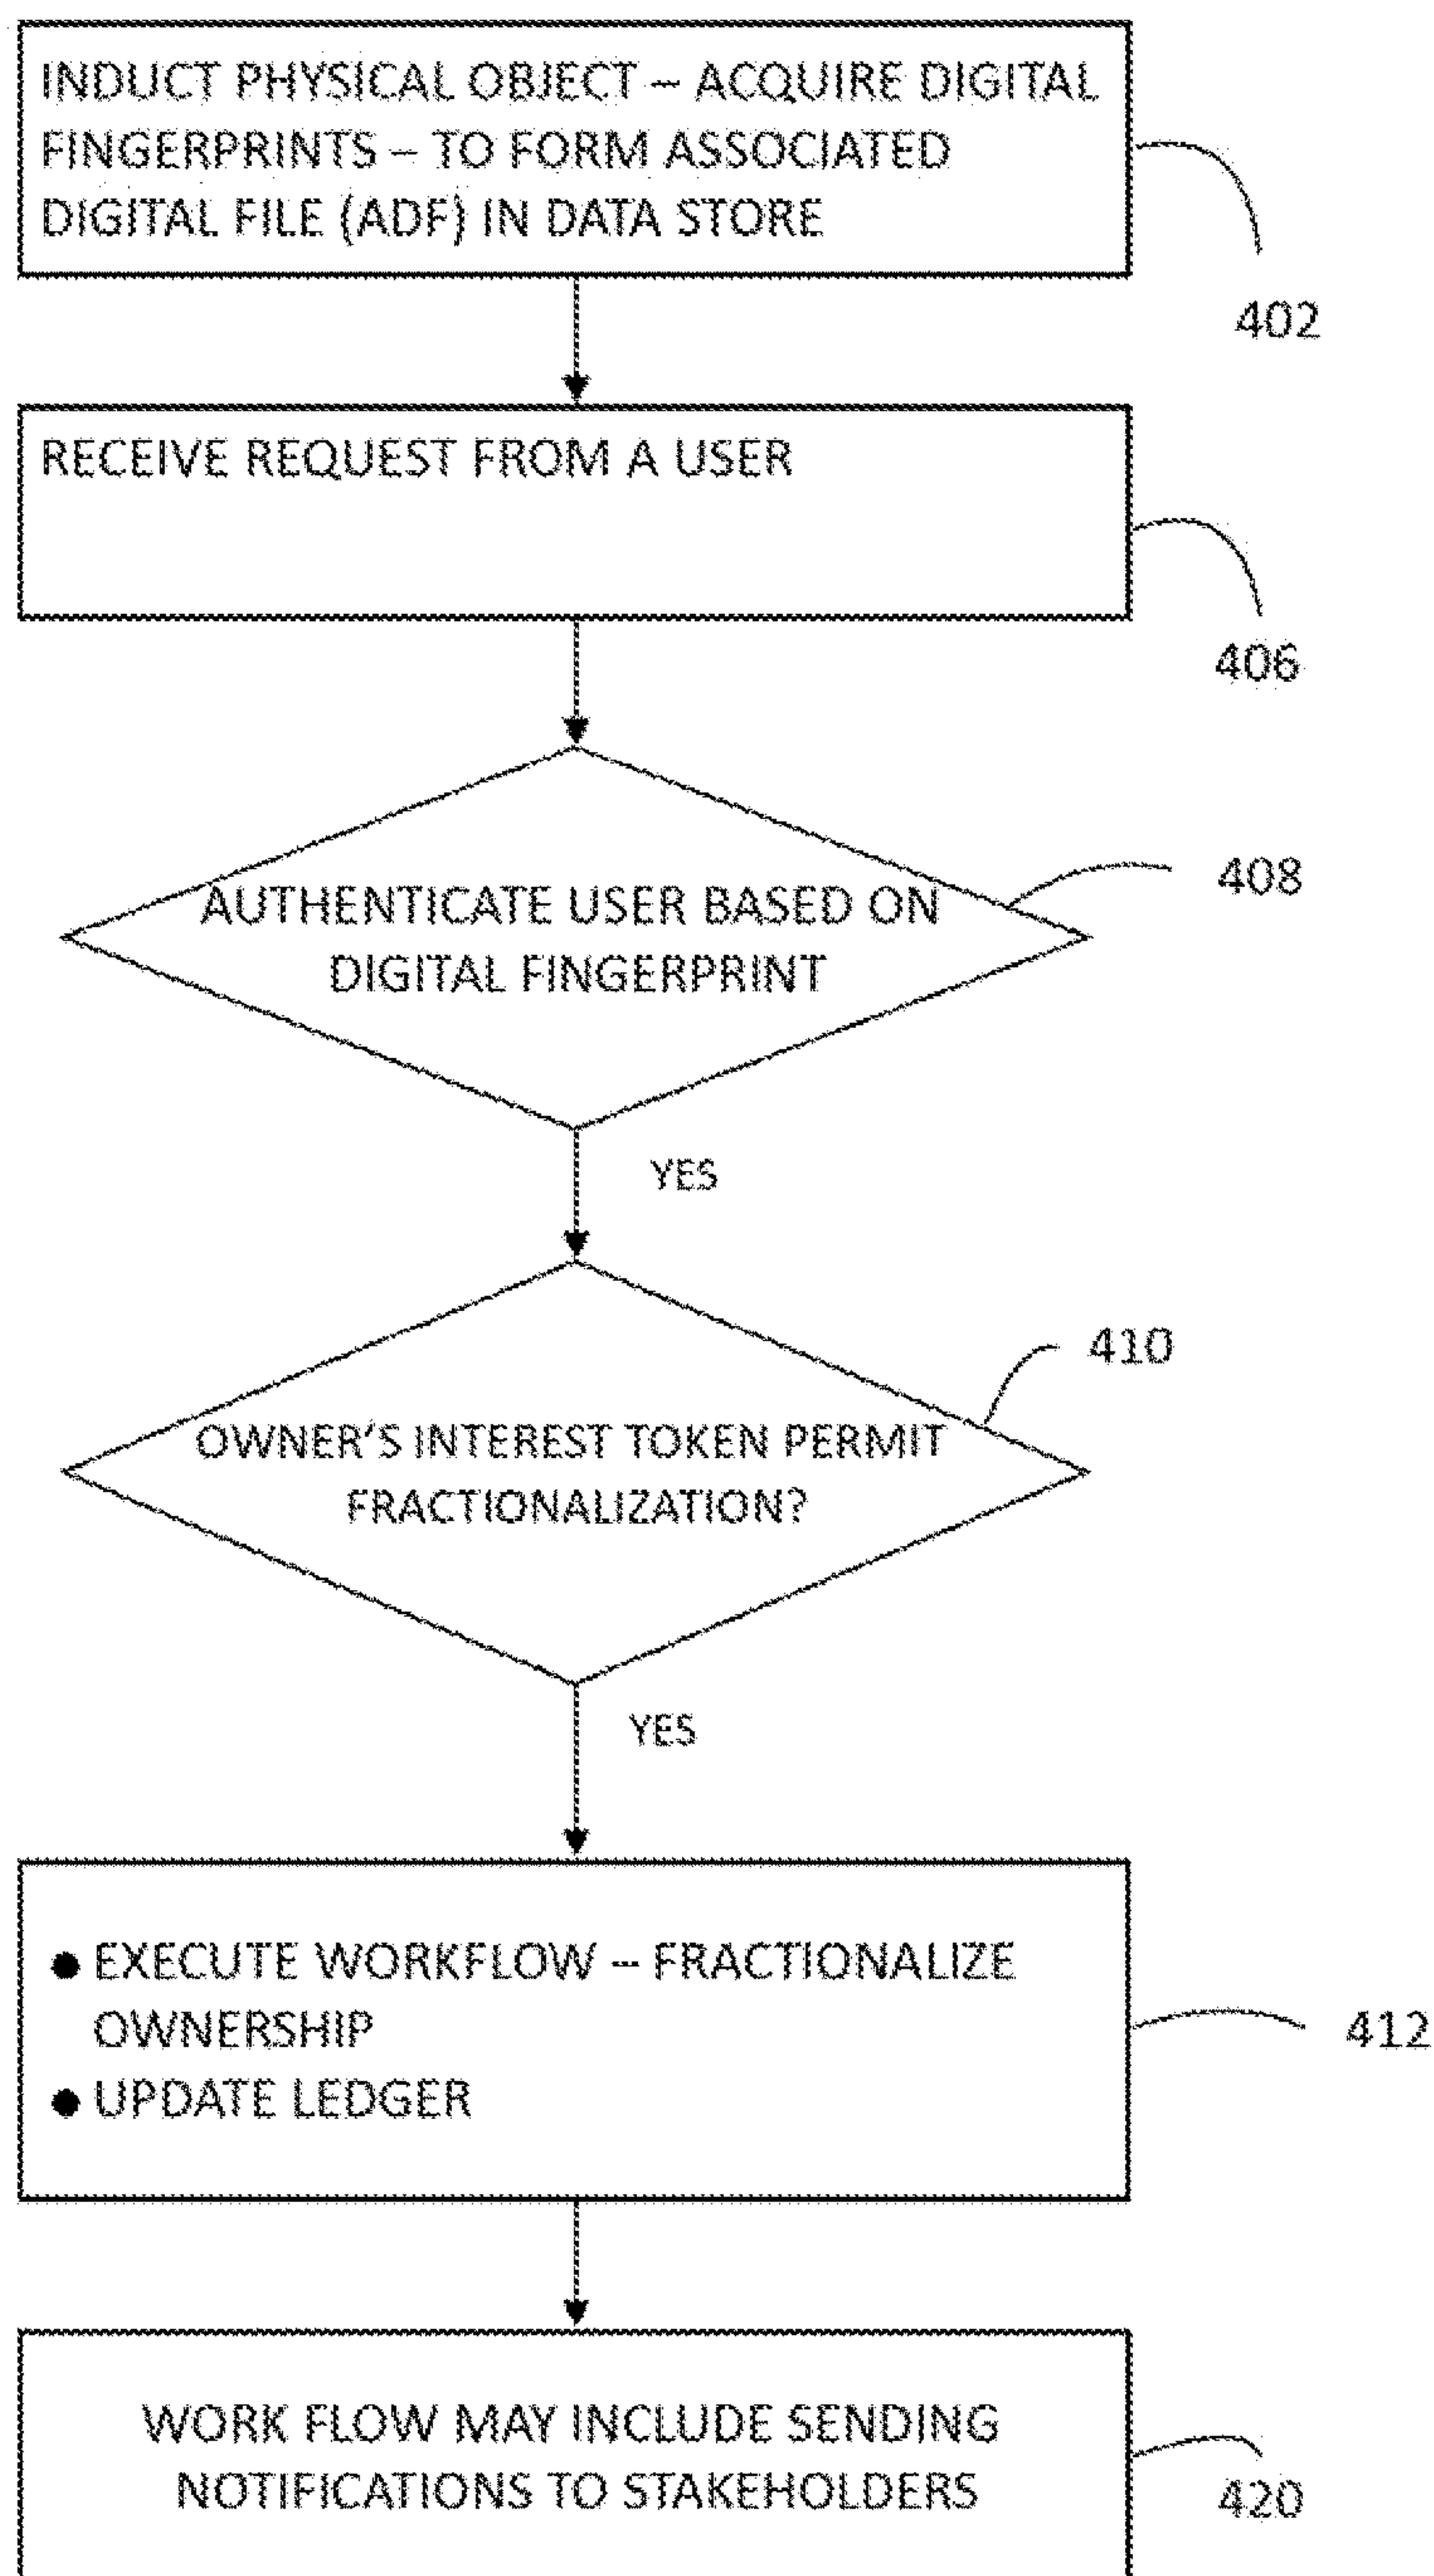 INDUCT PHYSICAL OBJECT – ACQUIRE DIGITAL
FINGERPRINTS – TO FORM ASSOCIATED
DIGITAL FILE (ADF) IN DATA STORE
402
RECEIVE REQUEST FROM A USER
406
AUTHENTICATE USER BASED ON
DIGITAL FINGERPRINT
408
YES
OWNER'S INTEREST TOKEN PERMIT
FRACTIONALIZATION?
410
YES
● EXECUTE WORKFLOW -- FRACTIONALIZE
OWNERSHIP
● UPDATE LEDGER
412
WORK FLOW MAY INCLUDE SENDING
NOTIFICATIONS TO STAKEHOLDERS
420